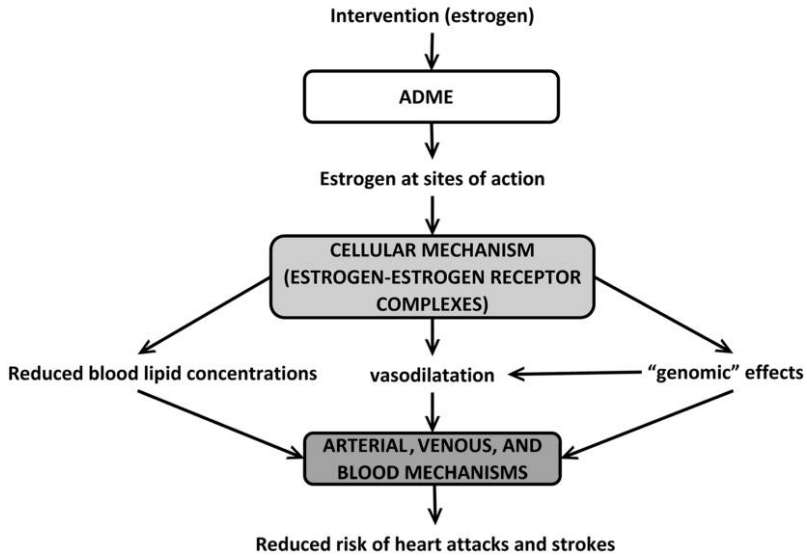 Intervention (estrogen)
ADME
Estrogen at sites of action
CELLULAR MECHANISM
(ESTROGEN-ESTROGEN RECEPTOR
COMPLEXES)
Reduced blood lipid concentrations
vasodilatation
“genomic” effects
ARTERIAL, VENOUS, AND
BLOOD MECHANISMS
Reduced risk of heart attacks and strokes